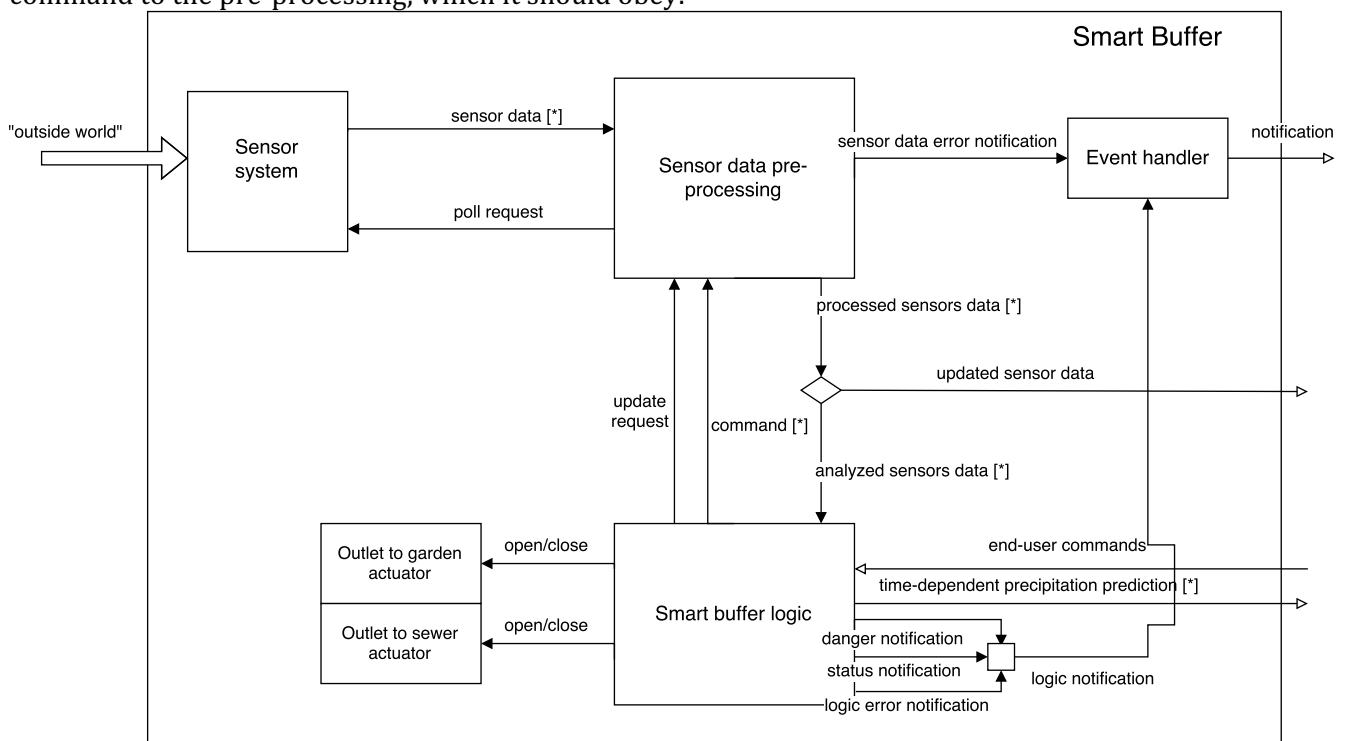 command to the pre-processing, which it should obey.
Smart Buffer
"outside world"
Sensor
system
sensor data [*]
poll request
Sensor data pre-
processing
sensor data error notification
Event handler
notification
processed sensors data [*]
updated sensor data
update
request
command [*]
analyzed sensors data [*]
Outlet to garden
actuator
open/close
Outlet to sewer
actuator
open/close
Smart buffer logic
end-user commands
time-dependent precipitation prediction [*]
danger notification
status notification
logic error notification
logic notification